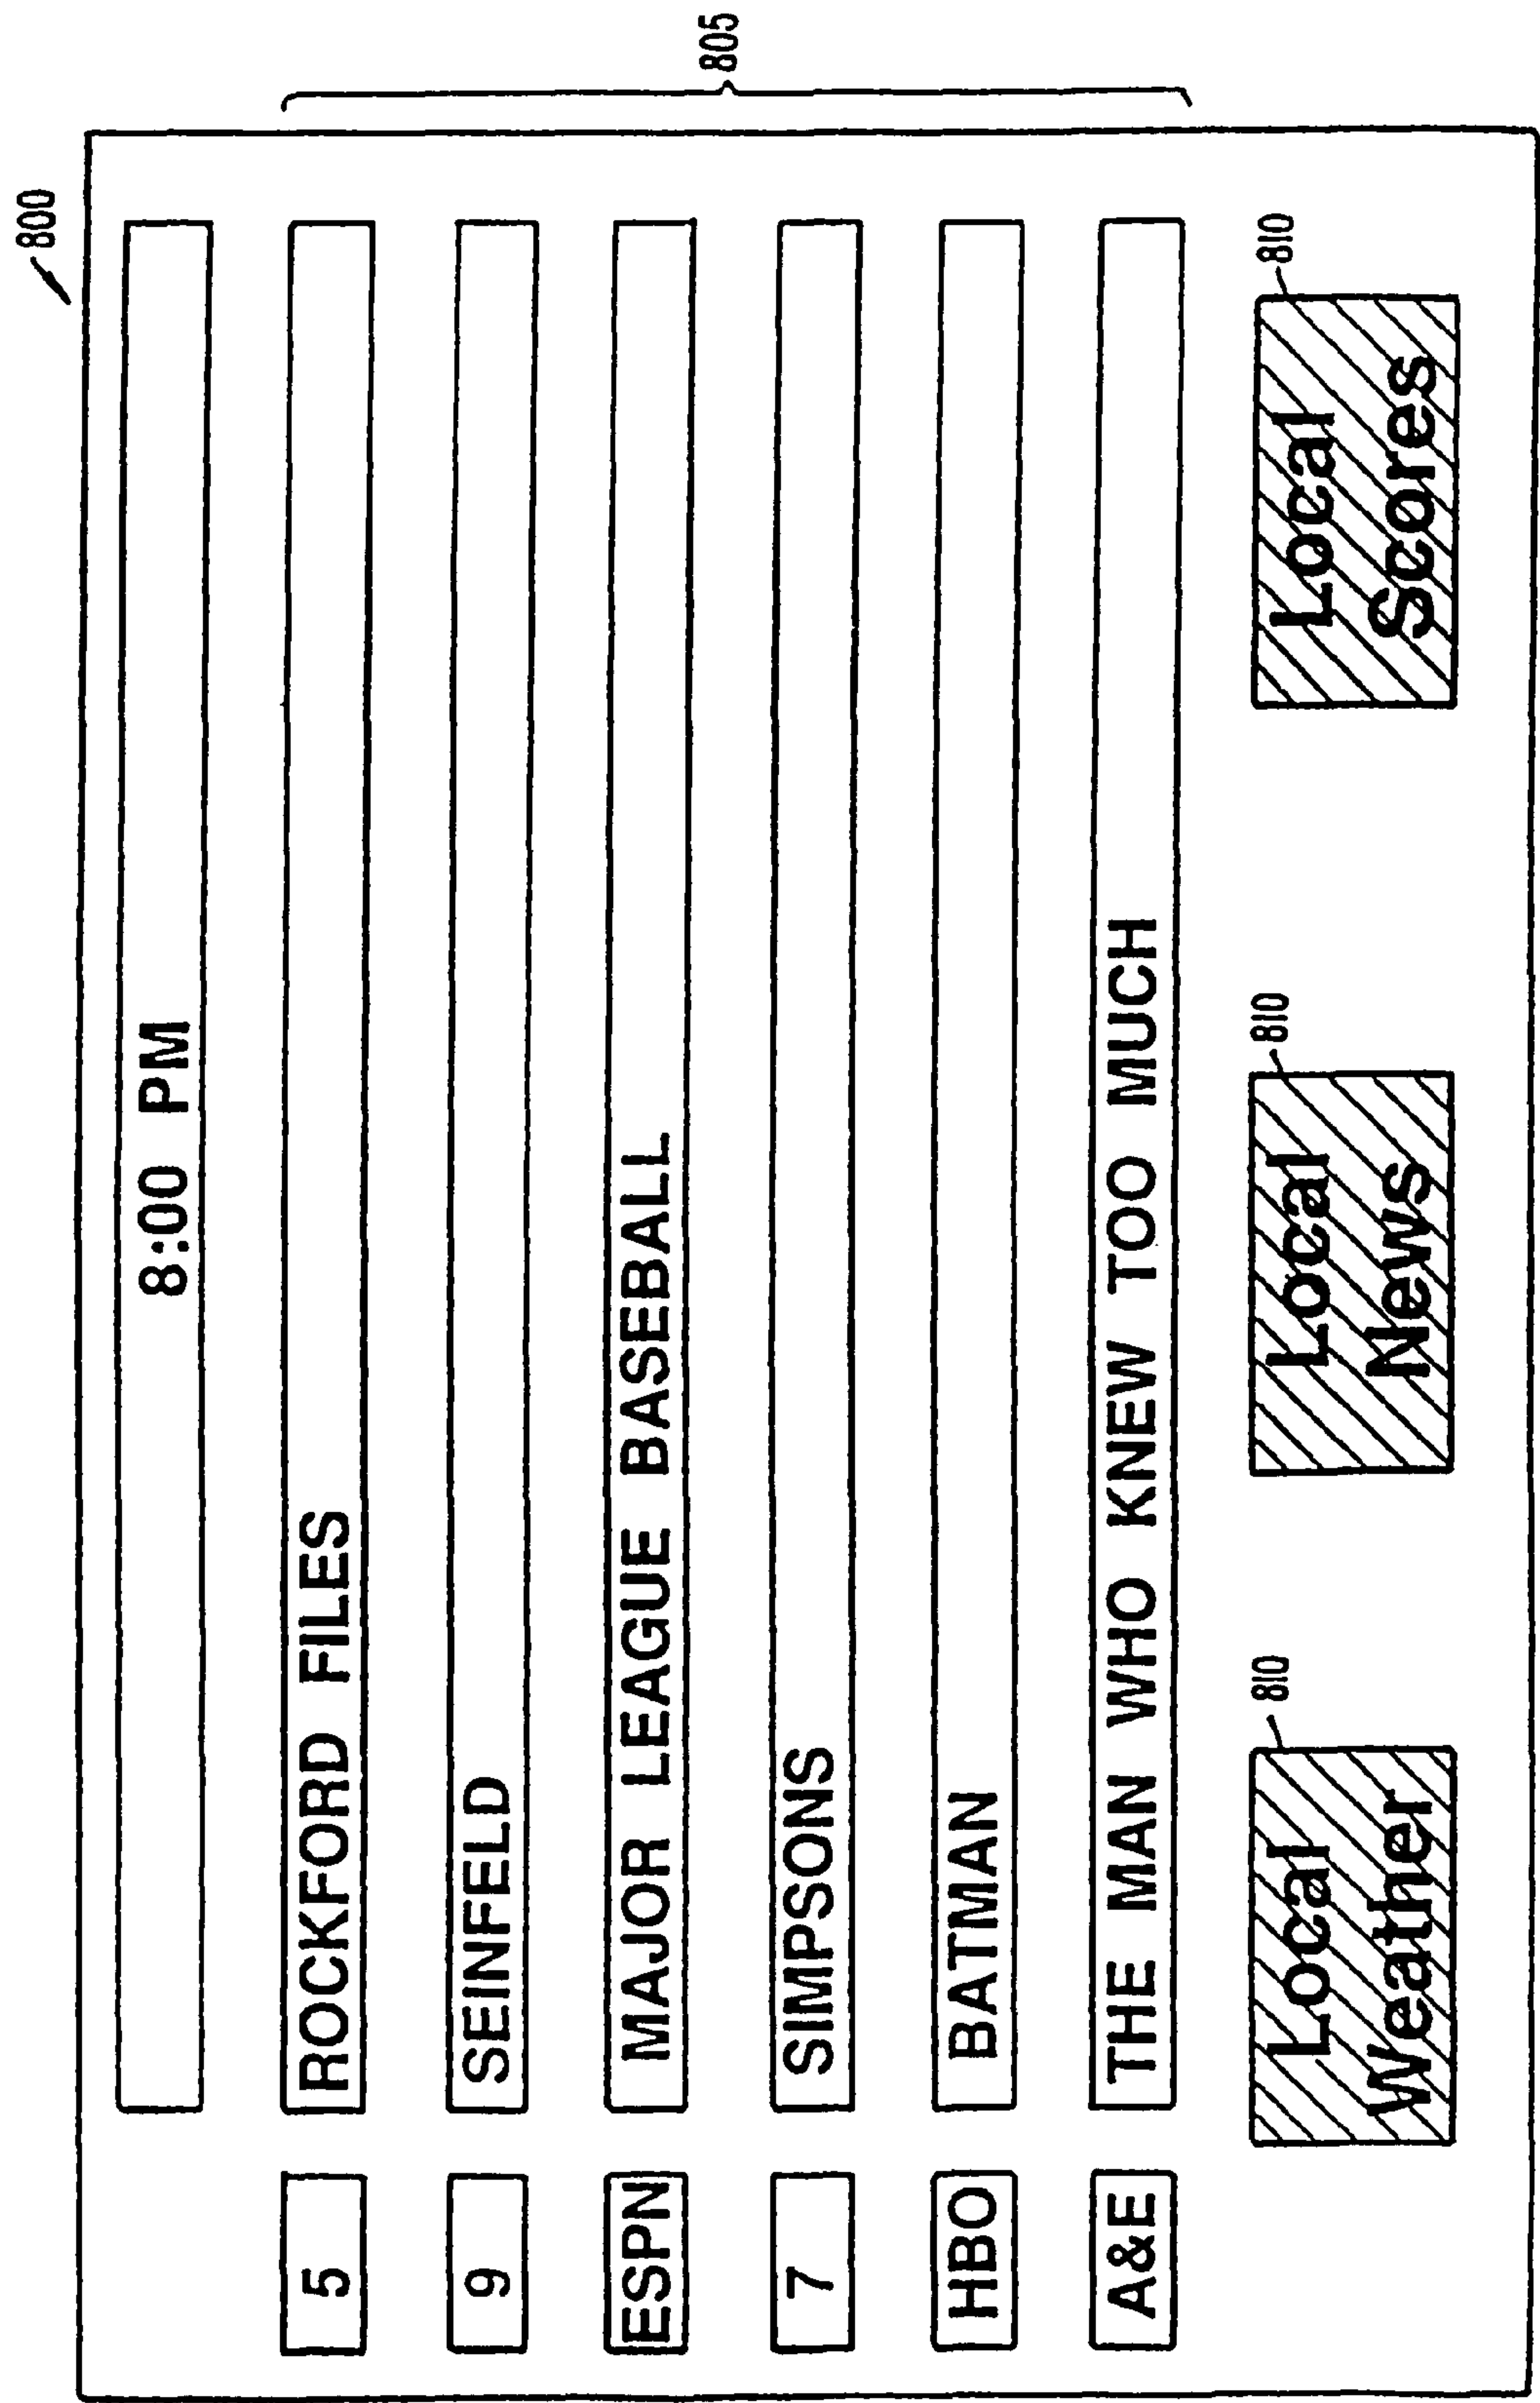 800
8:00 PM
5 ROCKFORD FILES
9 SEINFELD
ESPN MAJOR LEAGUE BASEBALL
7 SIMPSONS
HBO BATMAN
A&E THE MAN WHO KNEW TOO MUCH
805
810
810
810
Local
Weather
Local
News
Local
Scores